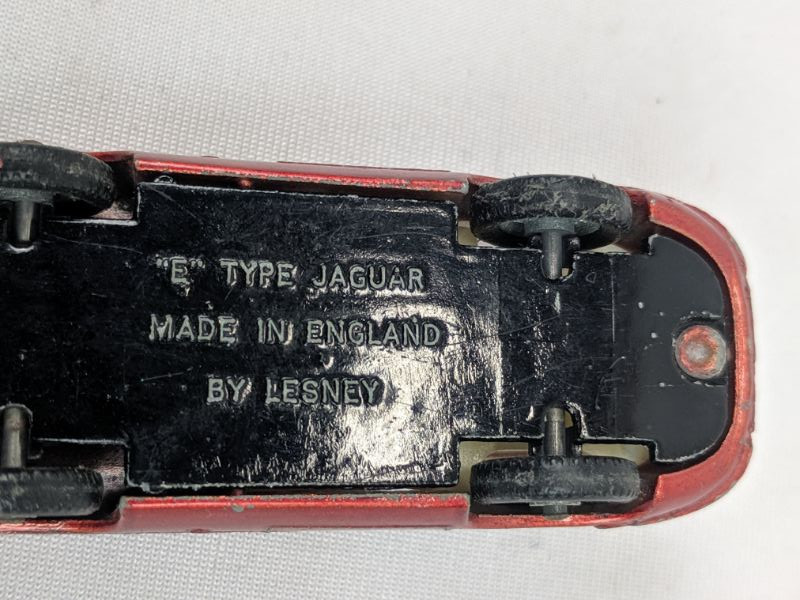 "E" TYPE JAGUAR
MADE IN ENGLAND
BY LESNEY